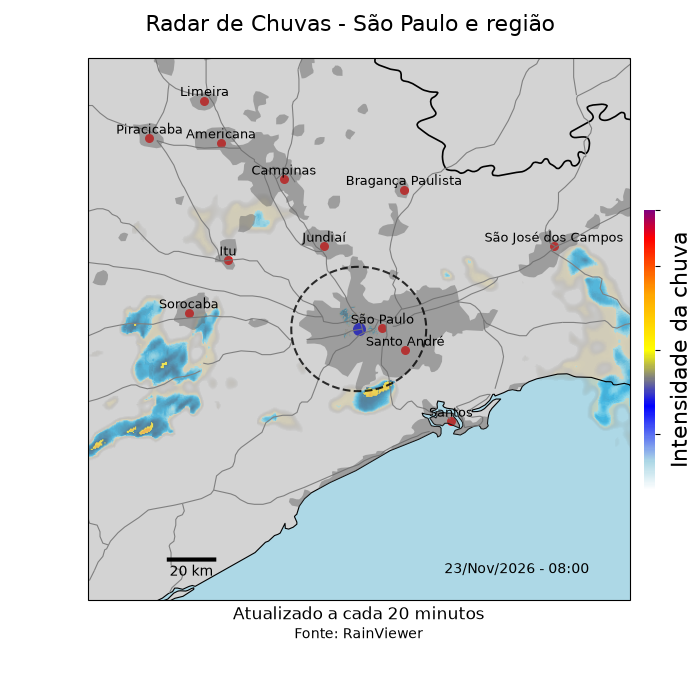 Radar de Chuvas - São Paulo e região
Limeira
Piracicaba
Americana
Campinas
Bragança Paulista
Jundiaí
São José dos Campos
Itu
Sorocaba
São Paulo
Santo André
Santos
Intensidade da chuva
20 km
23/Nov/2026 - 08:00
Atualizado a cada 20 minutos
Fonte: RainViewer